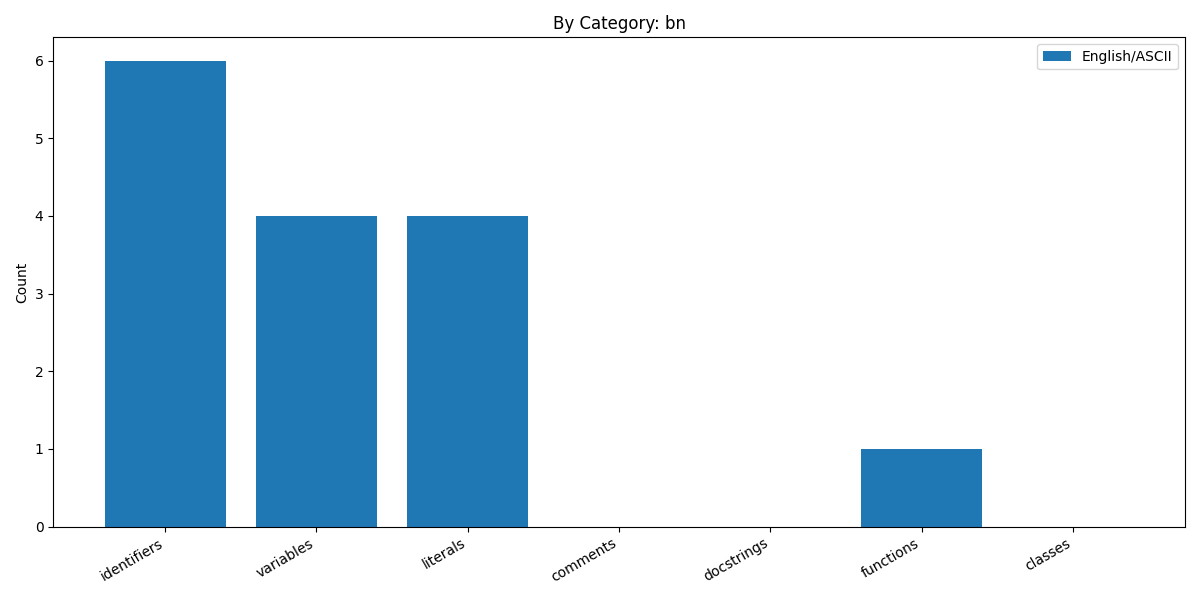 By Category: bn
English/ASCII
Count
6
5
4
3
2
1
0
identifiers
variables
literals
comments
docstrings
functions
classes